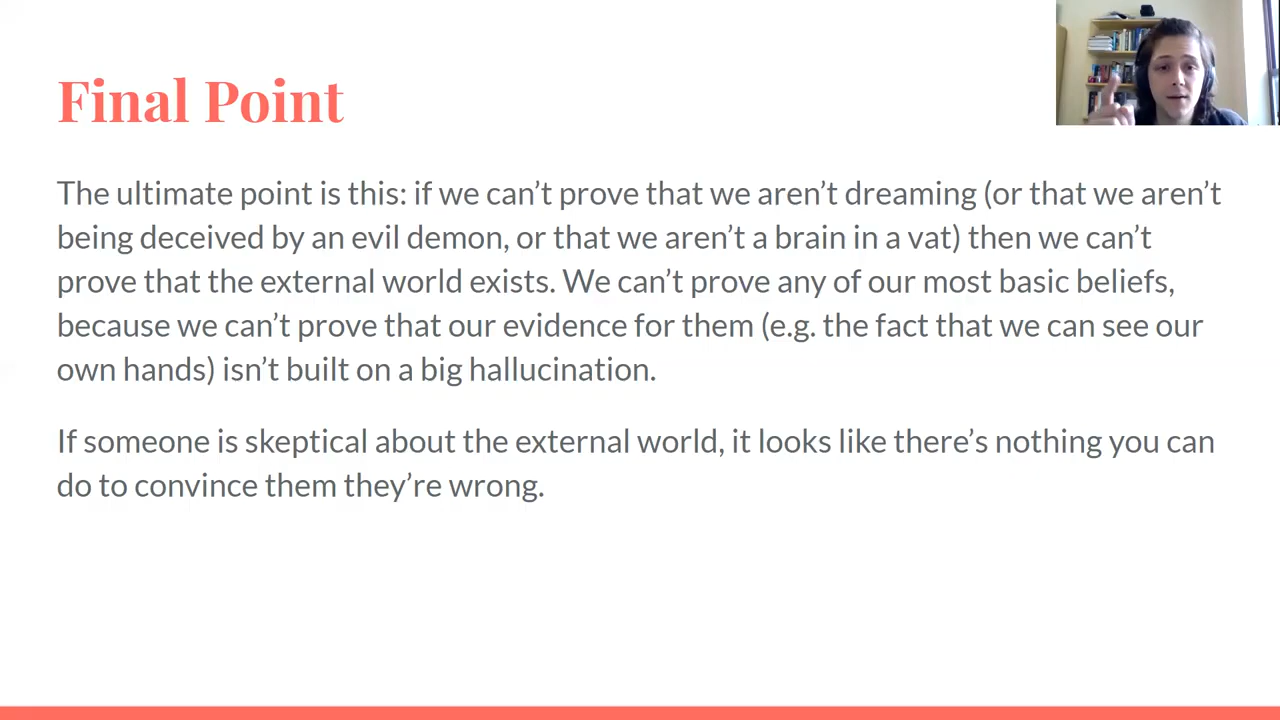 Final Point
The ultimate point is this: if we can’t prove that we aren’t dreaming (or that we aren’t
being deceived by an evil demon, or that we aren’t a brain in a vat) then we can’t
prove that the external world exists. We can’t prove any of our most basic beliefs,
because we can’t prove that our evidence for them (e.g. the fact that we can see our
own hands) isn’t built on a big hallucination.
If someone is skeptical about the external world, it looks like there’s nothing you can
do to convince them they’re wrong.